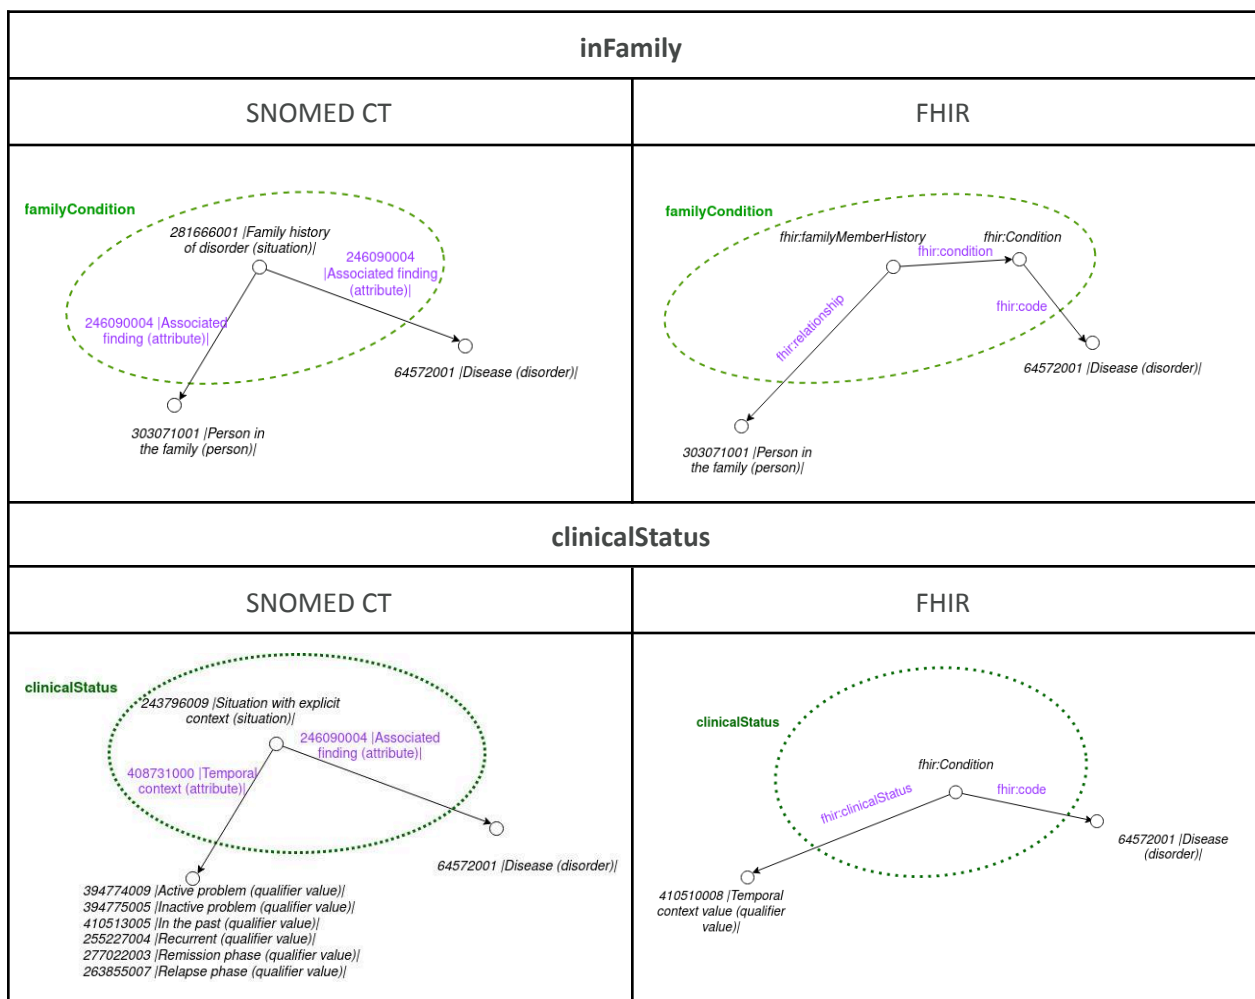 inFamily
SNOMED CT
FHIR
familyCondition
281666001 |Family history
of disorder (situation)|
246090004
|Associated finding
(attribute)|
246090004 |Associated
finding (attribute)|
64572001 |Disease (disorder)|
303071001 |Person in
the family (person)|
familyCondition
fhir:familyMemberHistory
fhir:Condition
fhir:condition
fhir:code
fhir:relationship
64572001 |Disease (disorder)|
303071001 |Person in
the family (person)|
clinicalStatus
SNOMED CT
FHIR
clinicalStatus
243796009 |Situation with explicit
context (situation)|
246090004 |Associated
finding (attribute)|
408731000 |Temporal
context (attribute)|
64572001 |Disease (disorder)|
394774009 |Active problem (qualifier value)|
394775005 |Inactive problem (qualifier value)|
410513005 |In the past (qualifier value)|
255227004 |Recurrent (qualifier value)|
277022003 |Remission phase (qualifier value)|
263855007 |Relapse phase (qualifier value)|
clinicalStatus
fhir:Condition
fhir:clinicalStatus
fhir:code
64572001 |Disease
(disorder)|
410510008 |Temporal
context value (qualifier
value)|